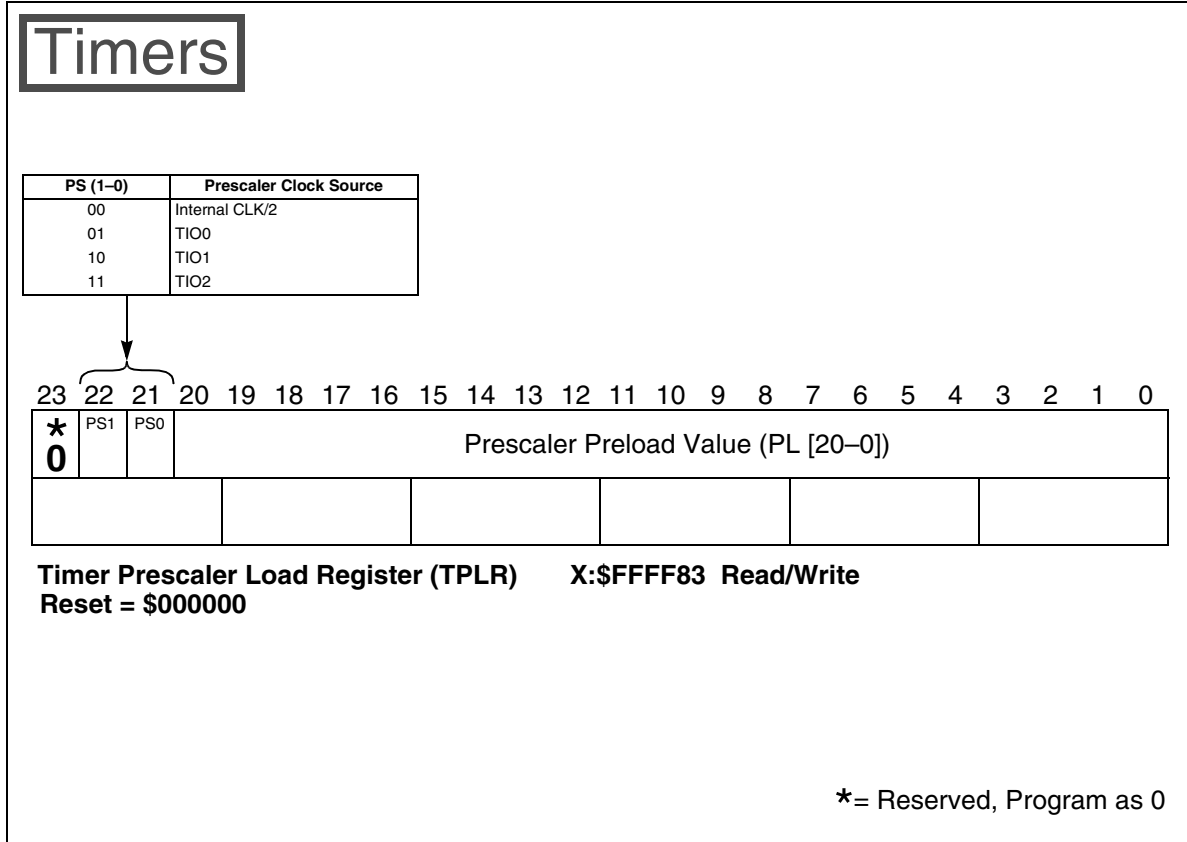 Timers
PS (1–0) Prescaler Clock Source
00 Internal CLK/2
01 TIO0
10 TIO1
11 TIO2
23 22 21 20 19 18 17 16 15 14 13 12 11 10 9 8 7 6 5 4 3 2 1 0
* PS1 PS0 Prescaler Preload Value (PL [20–0])
0
Timer Prescaler Load Register (TPLR) X:$FFFF83 Read/Write
Reset = $000000
*= Reserved, Program as 0